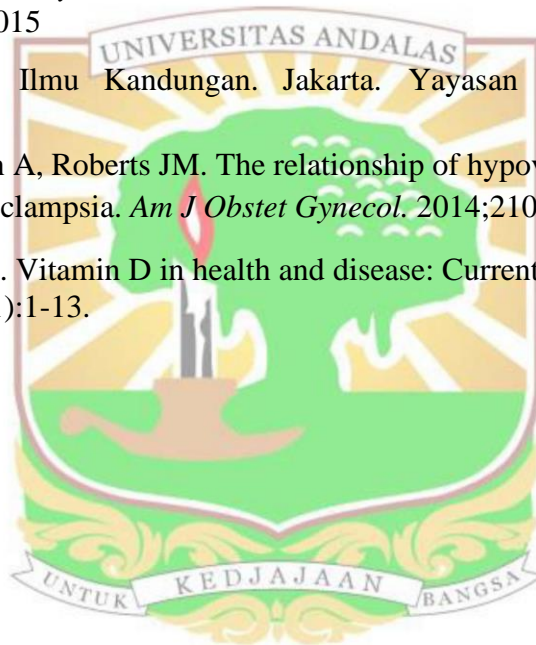 015
UNIVERSITAS ANDALAS
Ilmu Kandungan. Jakarta. Yayasan
A, Roberts JM. The relationship of hypov
clampsia. Am J Obstet Gynecol. 2014;210
. Vitamin D in health and disease: Current
):1-13.
UNTUK KEDJAJAAN BANGSA